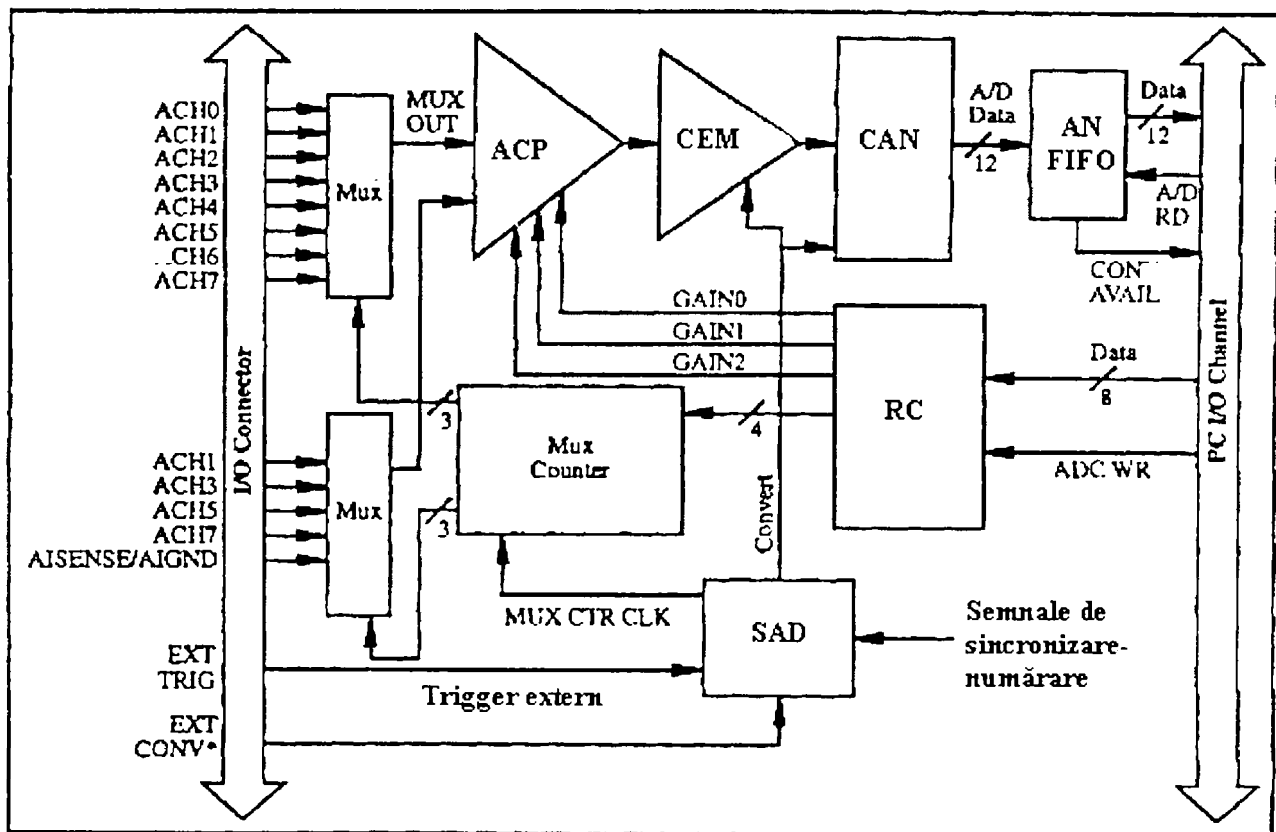 ACH0
ACH1
ACH2
ACH3
ACH4
ACH5
CH6
ACH7
Mux
MUX
OUT
ACP
CEM
CAN
A/D
Data
12
AN
FIFO
Data
12
A/D
RD
AVAIL
I/O Connector
PC I/O Channel
GAIN0
GAIN1
GAIN2
RC
Data
8
ADC WR
3
Mux
Counter
4
3
ACH1
ACH3
ACH5
ACH7
AISENSE/AIGND
Mux
Convert
MUX CTR CLK
SAD
Semnale de
sincronizare-
numărare
EXT
TRIG
Trigger extern
EXT
CONV*